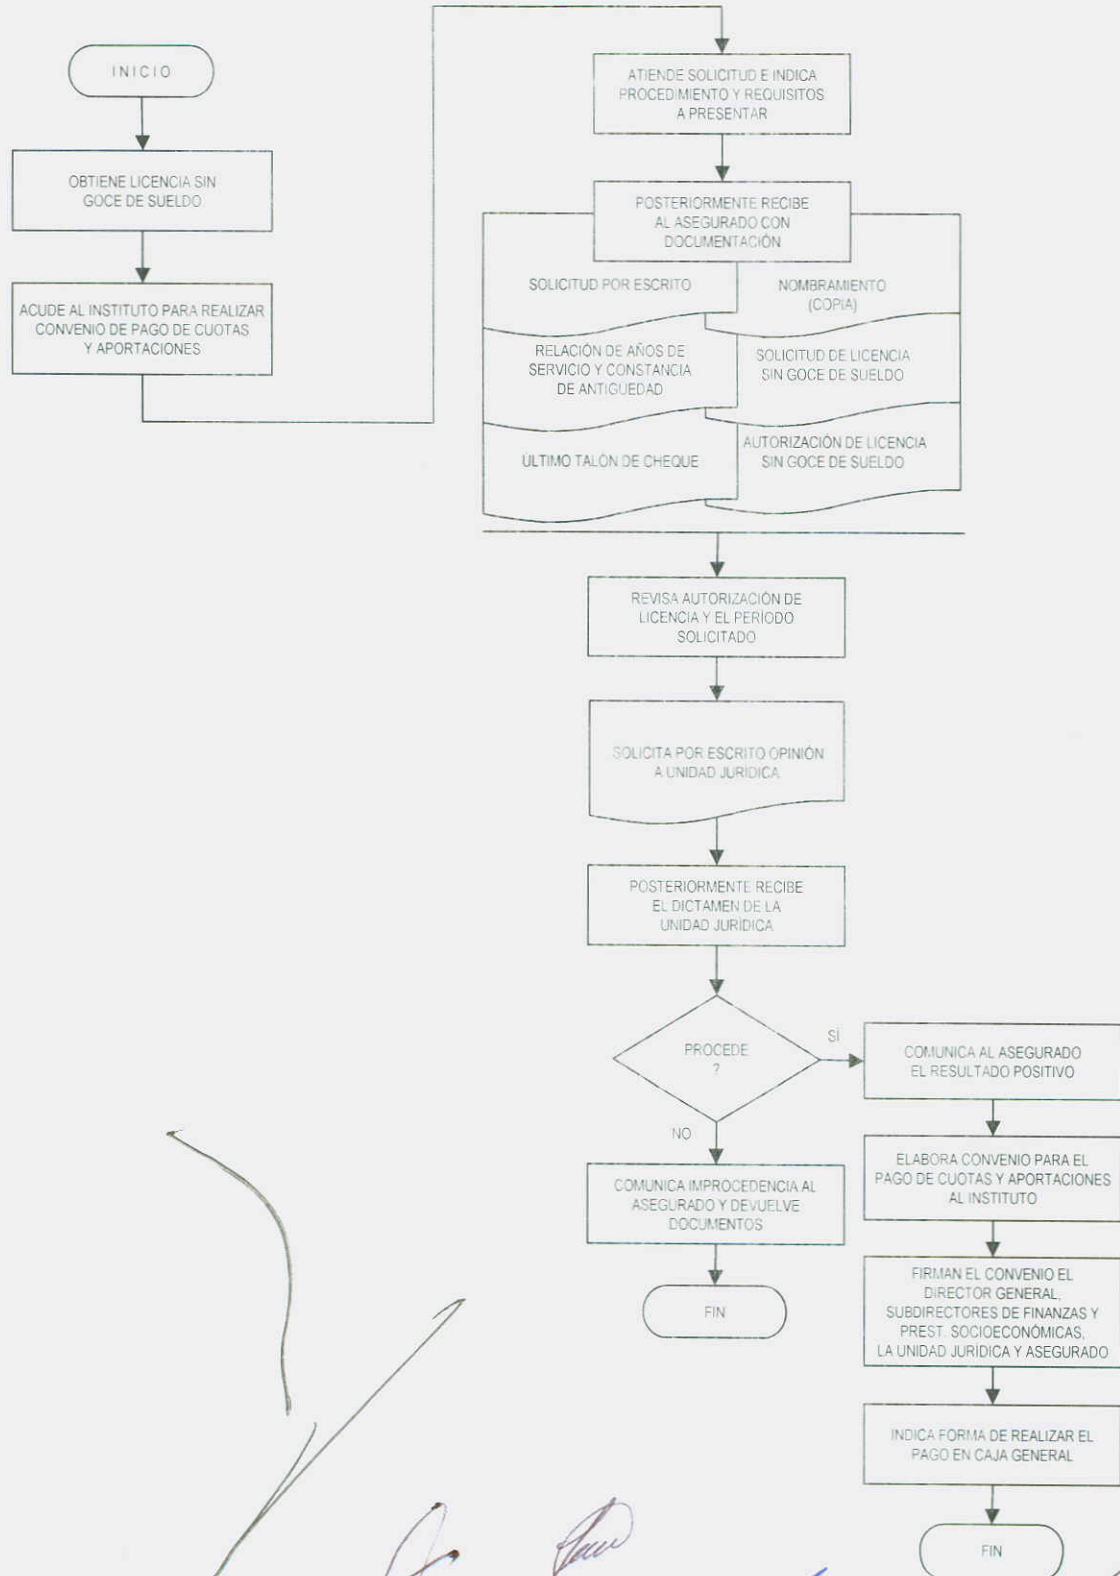 INICIO
OBTIENE LICENCIA SIN
GOCE DE SUELDO
ACUDE AL INSTITUTO PARA REALIZAR
CONVENIO DE PAGO DE CUOTAS
Y APORTACIONES
ATIENDE SOLICITUD E INDICA
PROCEDIMIENTO Y REQUISITOS
A PRESENTAR
POSTERIORMENTE RECIBE
AL ASEGURADO CON
DOCUMENTACIÓN
SOLICITUD POR ESCRITO
NOMBRAMIENTO
(COPIA)
RELACIÓN DE AÑOS DE
SERVICIO Y CONSTANCIA
DE ANTIGÜEDAD
SOLICITUD DE LICENCIA
SIN GOCE DE SUELDO
ÚLTIMO TALÓN DE CHEQUE
AUTORIZACIÓN DE LICENCIA
SIN GOCE DE SUELDO
REVISA AUTORIZACIÓN DE
LICENCIA Y EL PERÍODO
SOLICITADO
SOLICITA POR ESCRITO OPINIÓN
A UNIDAD JURÍDICA
POSTERIORMENTE RECIBE
EL DICTAMEN DE LA
UNIDAD JURÍDICA
PROCEDE
?
SÍ
NO
COMUNICA AL ASEGURADO
EL RESULTADO POSITIVO
ELABORA CONVENIO PARA EL
PAGO DE CUOTAS Y APORTACIONES
AL INSTITUTO
COMUNICA IMPROCEDENCIA AL
ASEGURADO Y DEVUELVE
DOCUMENTOS
FIN
FIRMAN EL CONVENIO EL
DIRECTOR GENERAL,
SUBDIRECTORES DE FINANZAS Y
PREST. SOCIOECONÓMICAS,
LA UNIDAD JURÍDICA Y ASEGURADO
INDICA FORMA DE REALIZAR EL
PAGO EN CAJA GENERAL
FIN